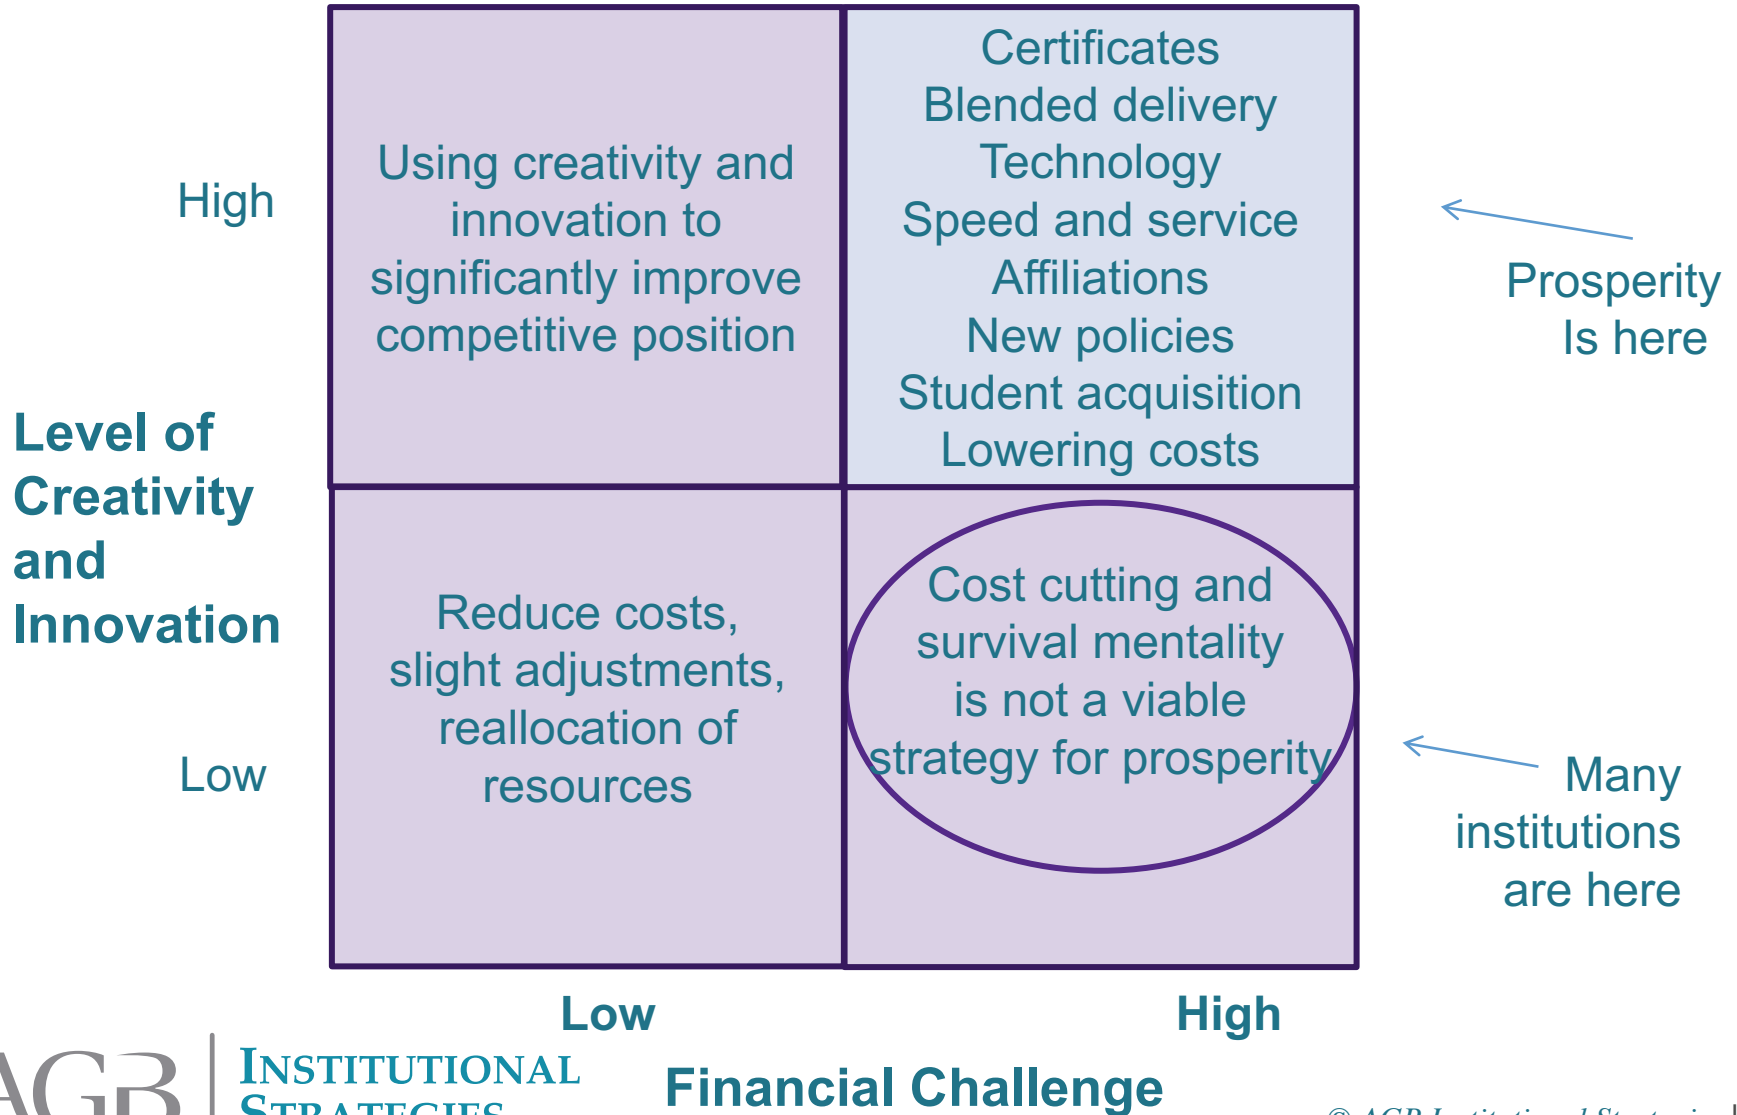 Certificates
Blended delivery
Technology
Speed and service
Affiliations
New policies
Student acquisition
Lowering costs
Using creativity and
innovation to
significantly improve
competitive position
High
Prosperity
Is here
Level of
Creativity
and
Innovation
Reduce costs,
slight adjustments,
reallocation of
resources
Cost cutting and
survival mentality
is not a viable
strategy for prosperity
Low
Many
institutions
are here
Low
High
Financial Challenge
AGB
INSTITUTIONAL
STRATEGIES
© AGB Institutional Strategies |